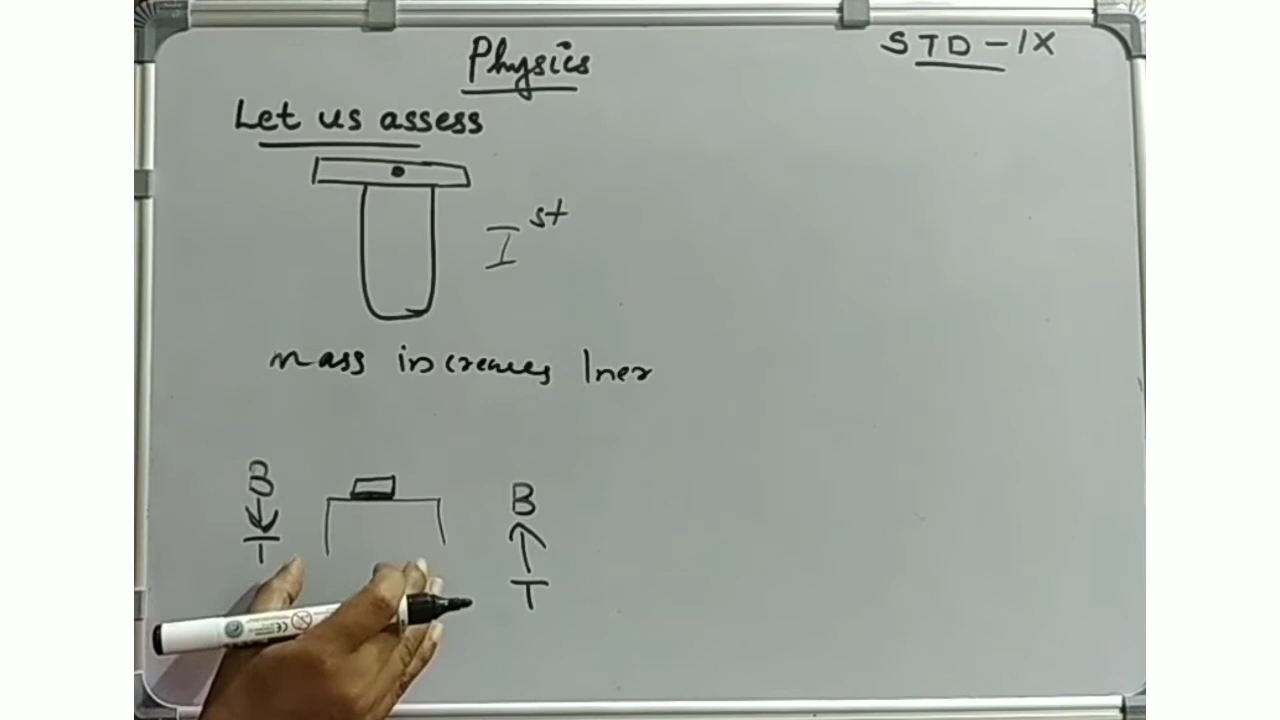 Physics
STD-IX
Let us assess
I st
mass increases Iner
B
T
B
T